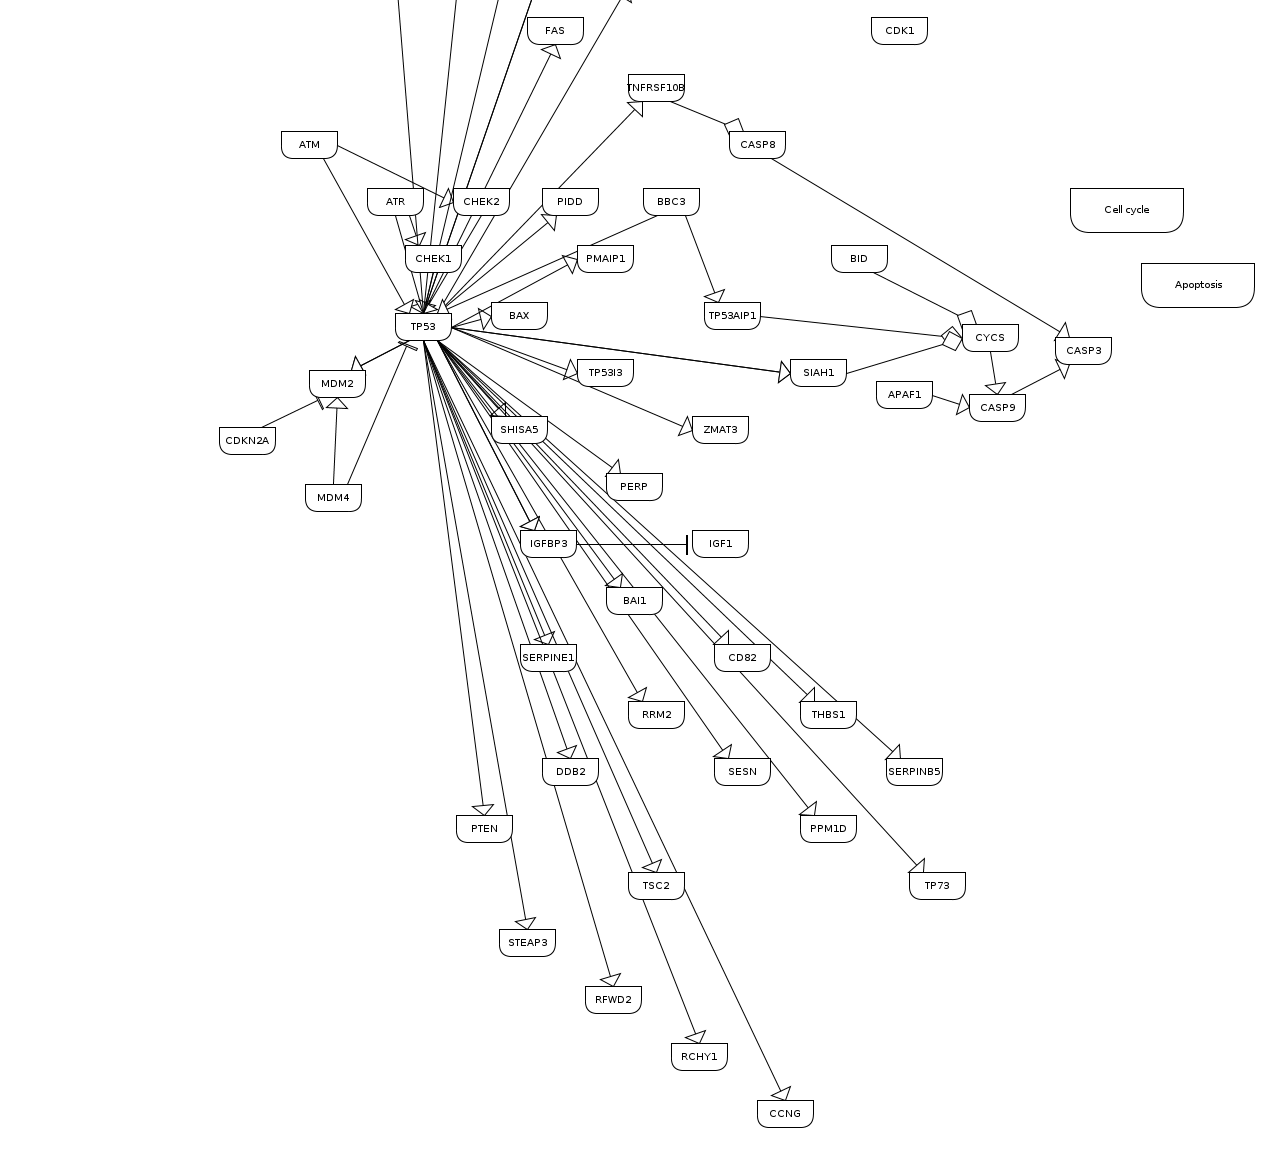 FAS
CDK1
TNFRSF10B
ATM
CASP8
ATR
CHEK2
PIDD
BBC3
Cell cycle
CHEK1
PMAIP1
BID
Apoptosis
TP53
BAX
TP53AIP1
CYCS
CASP3
MDM2
TP53I3
SIAH1
APAF1
CASP9
CDKN2A
SHISA5
ZMAT3
MDM4
PERP
IGFBP3
IGF1
BAI1
SERPINE1
CD82
RRM2
THBS1
DDB2
SESN
SERPINB5
PTEN
PPM1D
TSC2
TP73
STEAP3
RFWD2
RCHY1
CCNG